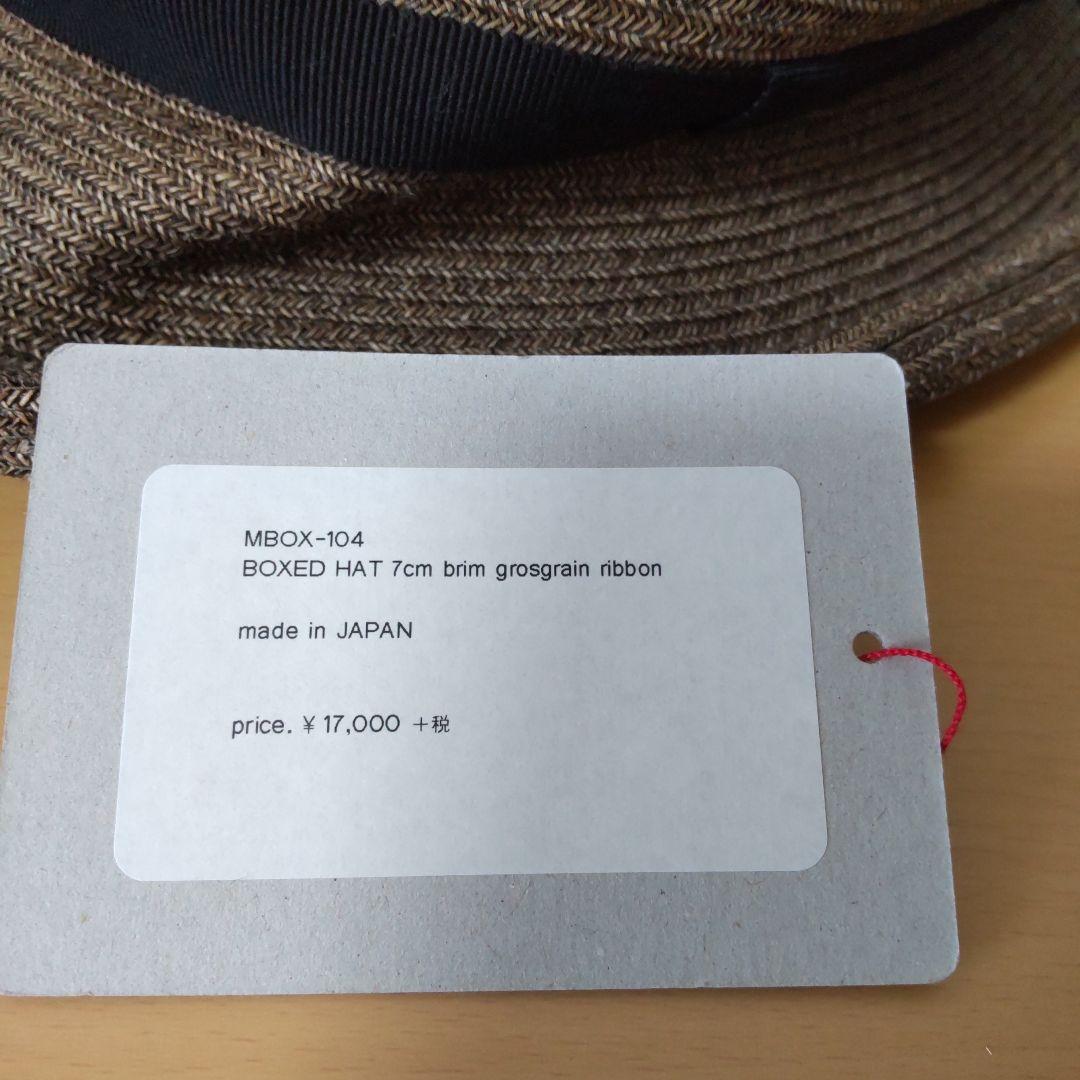 MBOX-104
BOXED HAT 7cm brim grosgrain ribbon
made in JAPAN
price. ¥ 17,000 +税